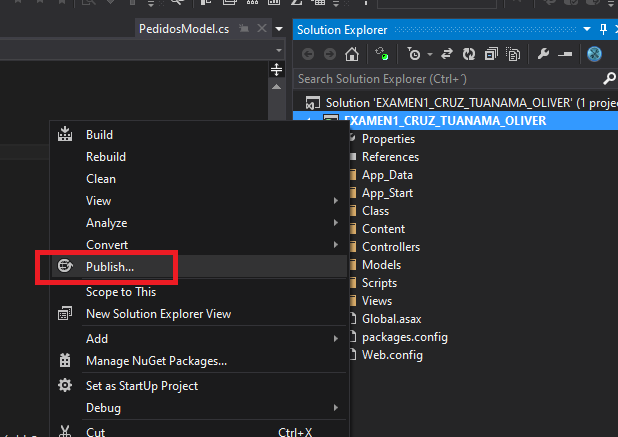 PedidosModel.cs
Solution Explorer
Search Solution Explorer (Ctrl+´)
Solution 'EXAMEN1_CRUZ_TUANAMA_OLIVER' (1 projec
EXAMEN1_CRUZ_TUANAMA_OLIVER
Properties
References
App_Data
App_Start
Class
Content
Controllers
Models
Scripts
Views
Global.asax
packages.config
Web.config
Build
Rebuild
Clean
View
Analyze
Convert
Publish...
Scope to This
New Solution Explorer View
Add
Manage NuGet Packages...
Set as StartUp Project
Debug
Cut Ctrl+X